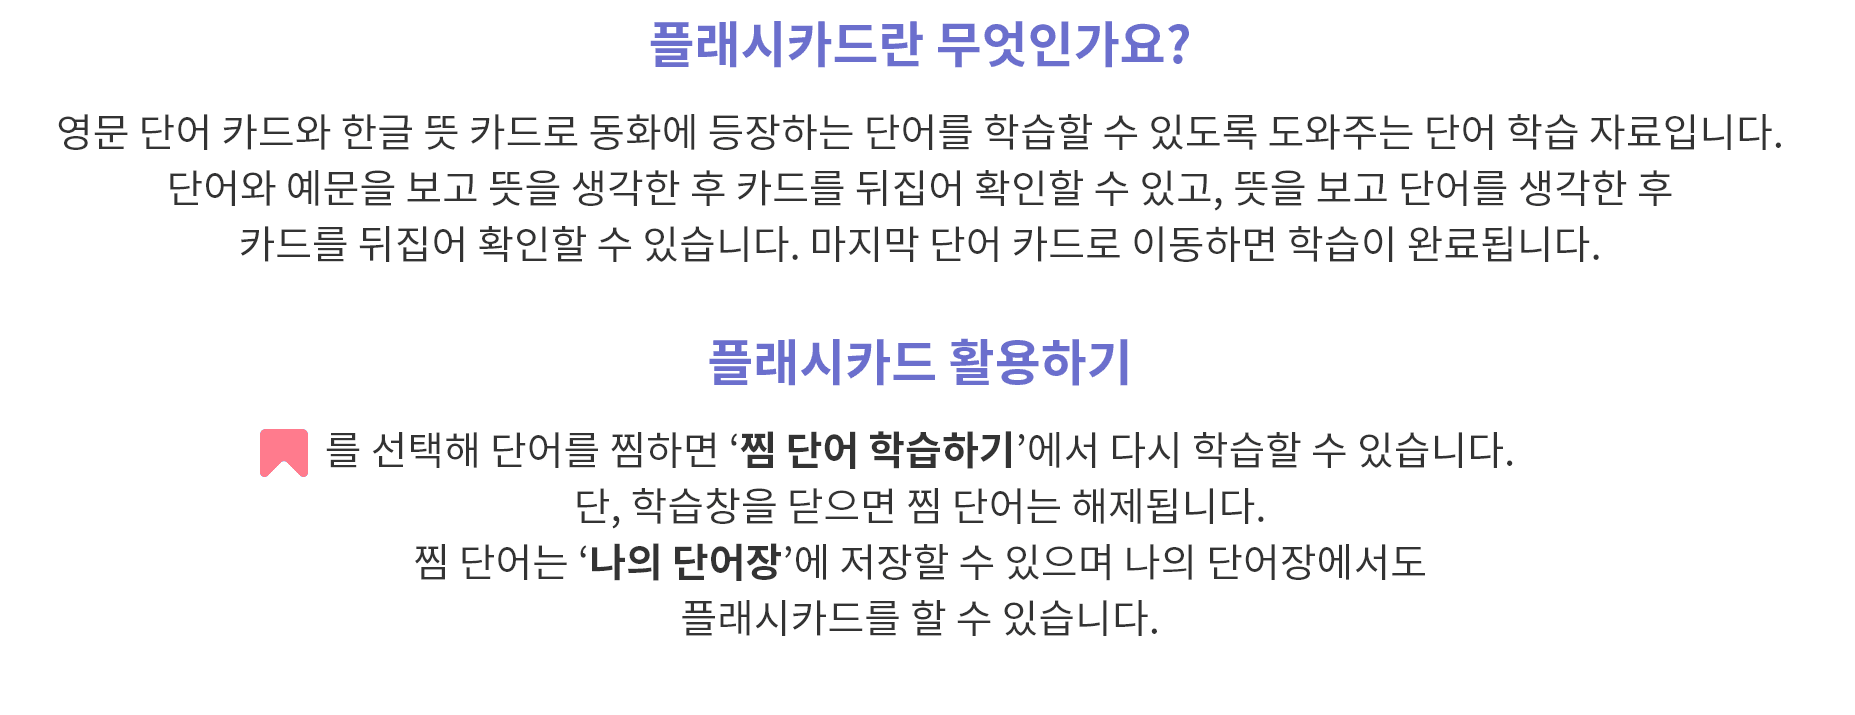 플래시카드란 무엇인가요?
영문 단어 카드와 한글 뜻 카드로 동화에 등장하는 단어를 학습할 수 있도록 도와주는 단어 학습 자료입니다.
단어와 예문을 보고 뜻을 생각한 후 카드를 뒤집어 확인할 수 있고, 뜻을 보고 단어를 생각한 후
카드를 뒤집어 확인할 수 있습니다. 마지막 단어 카드로 이동하면 학습이 완료됩니다.
플래시카드 활용하기
를 선택해 단어를 찜하면 ‘찜 단어 학습하기’에서 다시 학습할 수 있습니다.
단, 학습창을 닫으면 찜 단어는 해제됩니다.
찜 단어는 ‘나의 단어장’에 저장할 수 있으며 나의 단어장에서도
플래시카드를 할 수 있습니다.